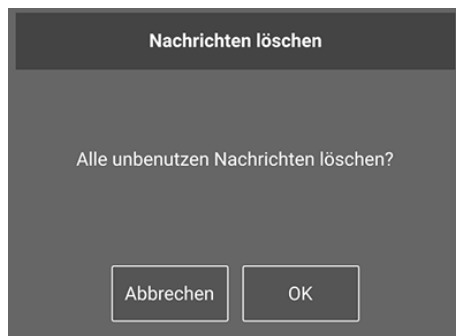 Nachrichten löschen
Alle unbenutzen Nachrichten löschen?
Abbrechen OK